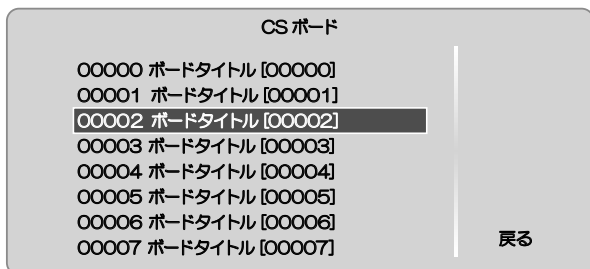 CS ボード
00000 ボードタイトル [00000]
00001 ボードタイトル [00001]
00002 ボードタイトル [00002]
00003 ボードタイトル [00003]
00004 ボードタイトル [00004]
00005 ボードタイトル [00005]
00006 ボードタイトル [00006]
00007 ボードタイトル [00007]
戻る